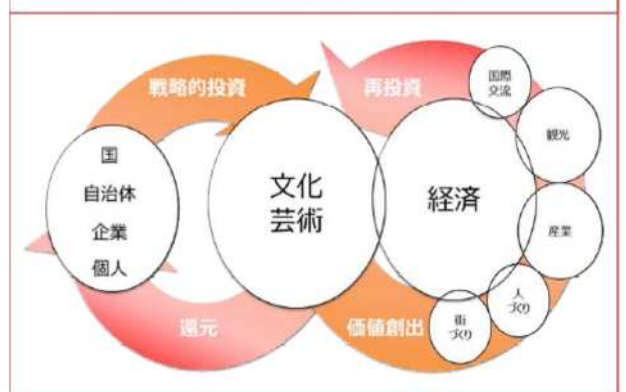 戦略的投資
再投資
国際
交流
観光
国
自治体
企業
個人
文化
芸術
経済
産業
人
づくり
街
づくり
還元
価値創出